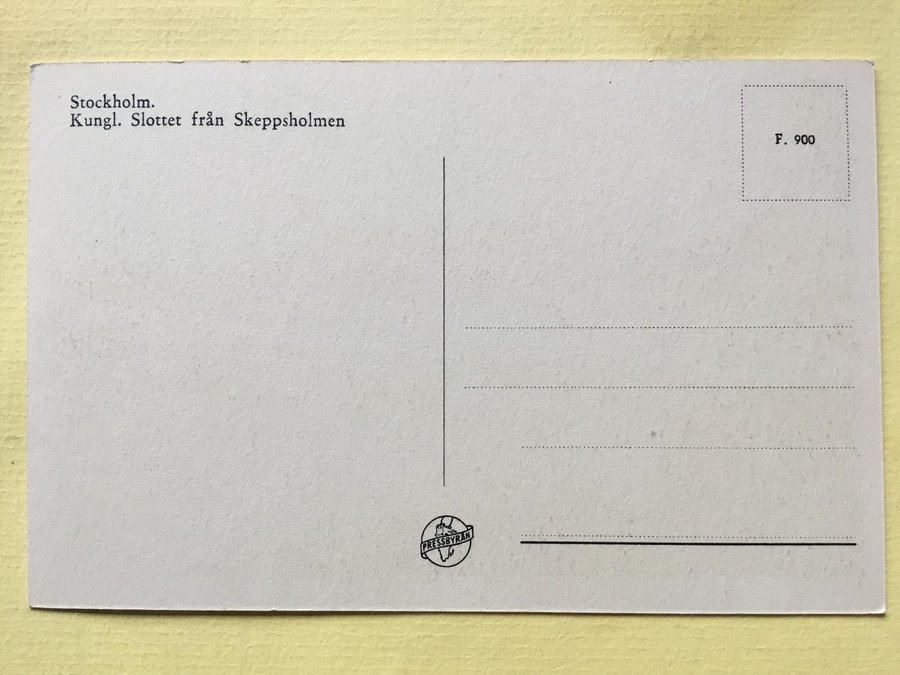 Stockholm.
Kungl. Slottet från Skeppsholmen
F. 900
PRESSBYRÅN